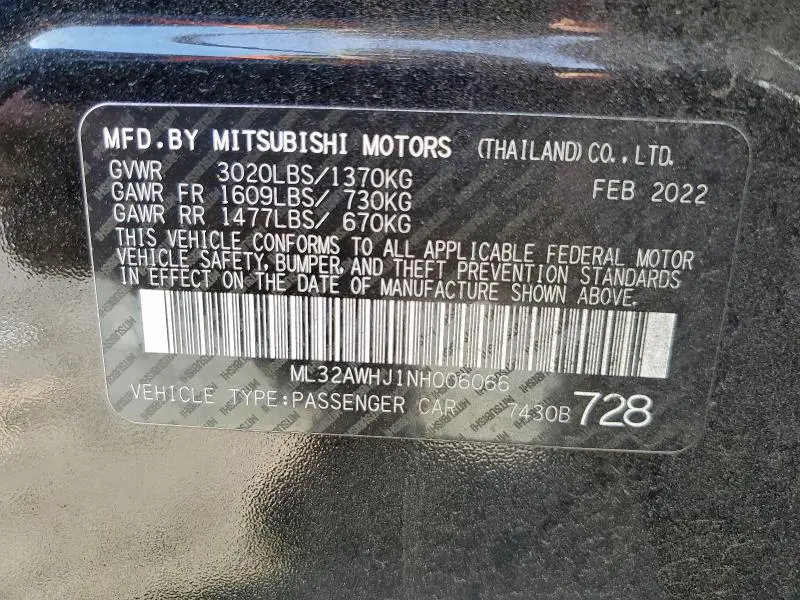 MFD.BY MITSUBISHI MOTORS (THAILAND) CO.,LTD.
GVWR 3020LBS/1370KG FEB 2022
GAWR FR 1609LBS/ 730KG
GAWR RR 1477LBS/ 670KG
THIS VEHICLE CONFORMS TO ALL APPLICABLE FEDERAL MOTOR
VEHICLE SAFETY, BUMPER, AND THEFT PREVENTION STANDARDS
IN EFFECT ON THE DATE OF MANUFACTURE SHOWN ABOVE.
ML32AWHJ1NH006066
VEHICLE TYPE:PASSENGER CAR 7430B 728